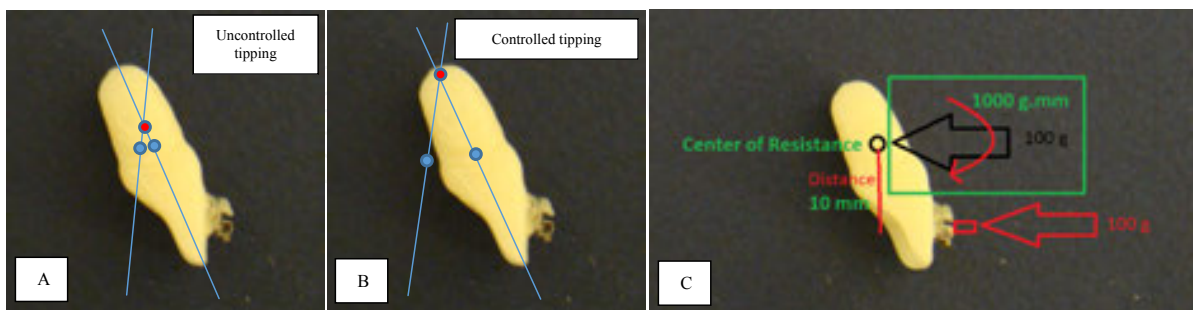 Uncontrolled
tipping
A
Controlled tipping
B
1000 g.mm
100 g
Center of Resistance
Distance
10 mm
100 g
C